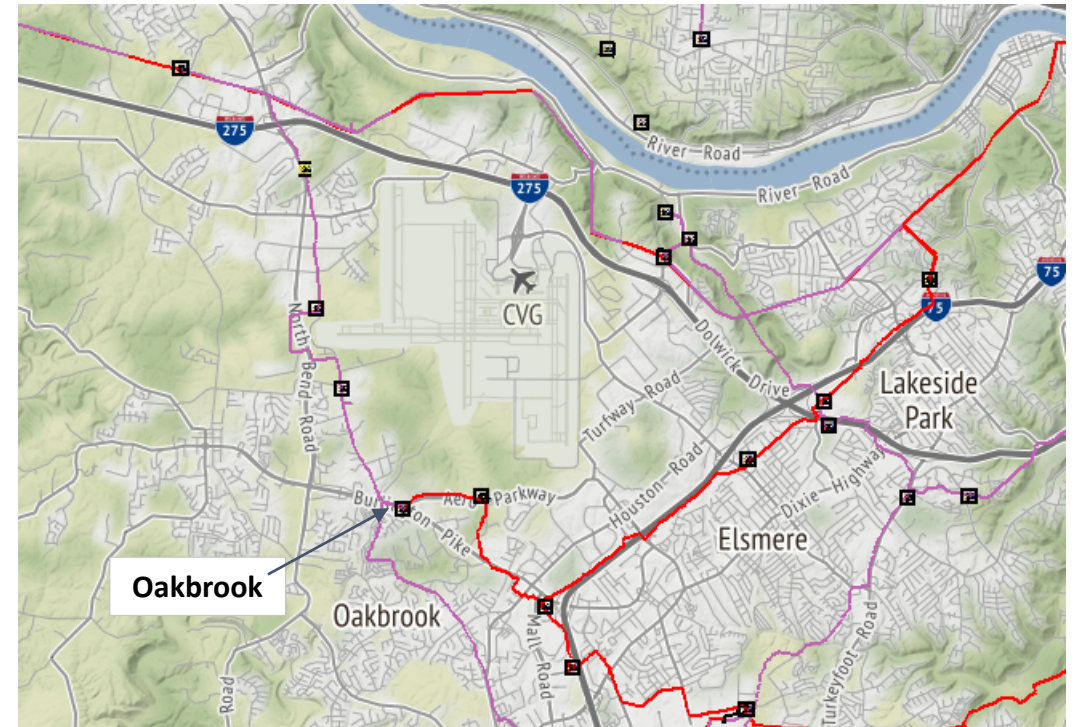 275
River Road
River Road
275
75
75
CVG
North Bend Road
Dolwick Drive
Turfway Road
Lakeside
Park
Houston Road
Dixie Highway
Aero Parkway
Pike
Elsmere
Oakbrook
Oakbrook
Mall Road
Turkeyfoot Road
Road